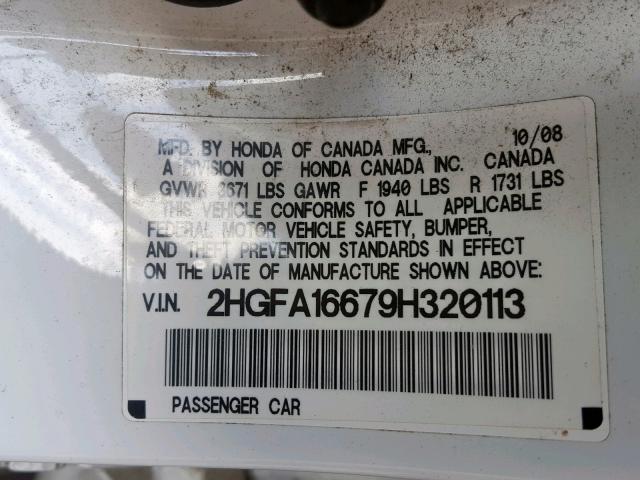 10/08
MFD. BY HONDA OF CANADA MFG.,
A DIVISION OF HONDA CANADA INC. CANADA
GVWR 3671 LBS GAWR F 1940 LBS R 1731 LBS
THIS VEHICLE CONFORMS TO ALL APPLICABLE
FEDERAL MOTOR VEHICLE SAFETY, BUMPER,
AND THEFT PREVENTION STANDARDS IN EFFECT
ON THE DATE OF MANUFACTURE SHOWN ABOVE:
V.I.N. 2HGFA16679H320113
PASSENGER CAR